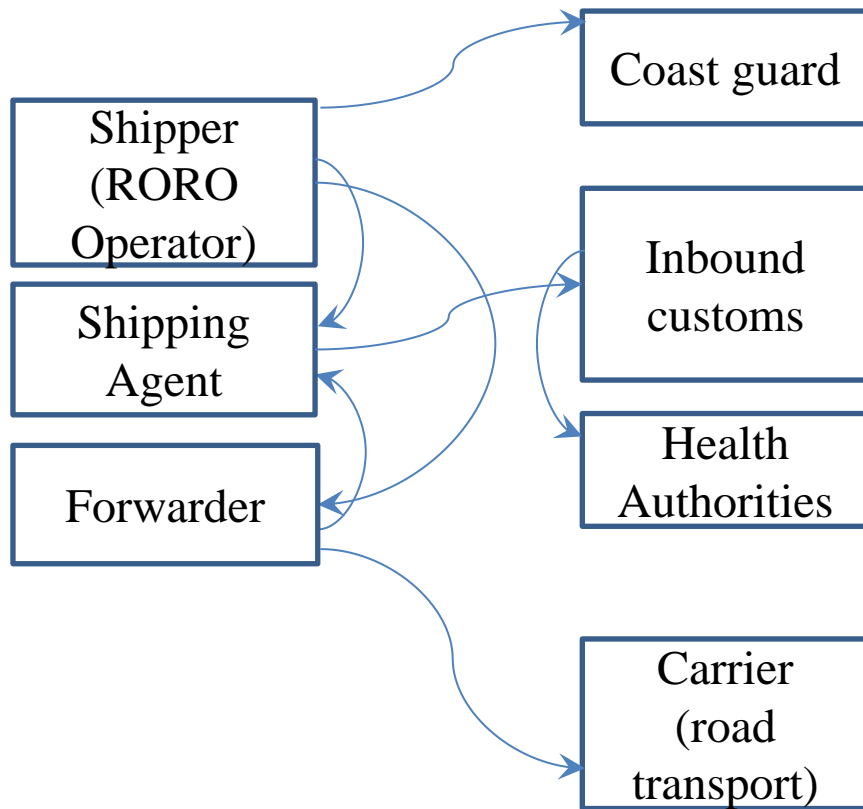 Shipper
(RORO
Operator)
Shipping
Agent
Forwarder
Coast guard
Inbound
customs
Health
Authorities
Carrier
(road
transport)